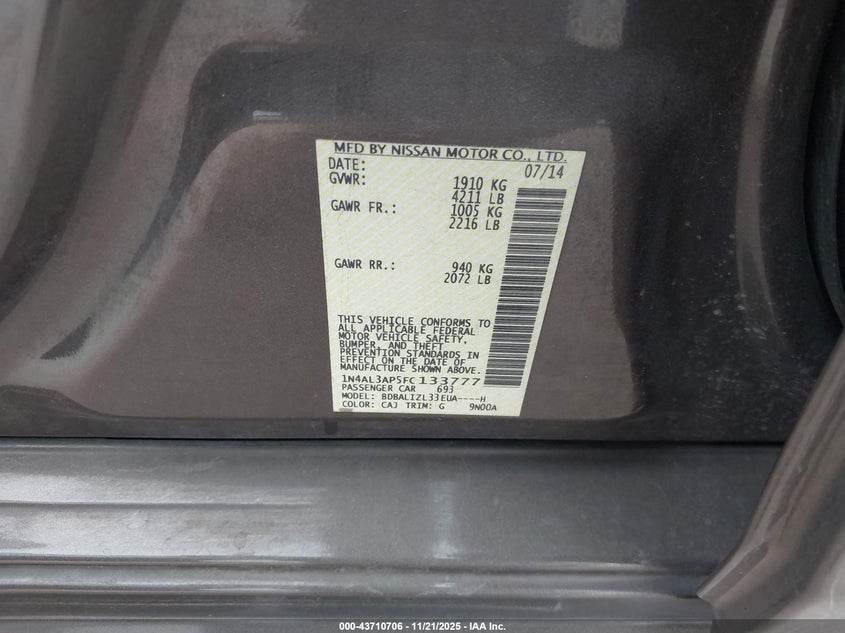 MFD BY NISSAN MOTOR CO., LTD.
DATE: 07/14
GVWR: 1910 KG
4211 LB
GAWR FR.: 1005 KG
2216 LB
GAWR RR.: 940 KG
2072 LB
THIS VEHICLE CONFORMS TO
ALL APPLICABLE FEDERAL
MOTOR VEHICLE SAFETY,
BUMPER, AND THEFT
PREVENTION STANDARDS IN
EFFECT ON THE DATE OF
MANUFACTURE SHOWN ABOVE.
1N4AL3AP5FC133777
PASSENGER CAR 693
MODEL: BDBALIZL33EUA----H
COLOR: CAJ TRIM: G 9N00A
000-43710706 - 11/21/2025 - IAA Inc.